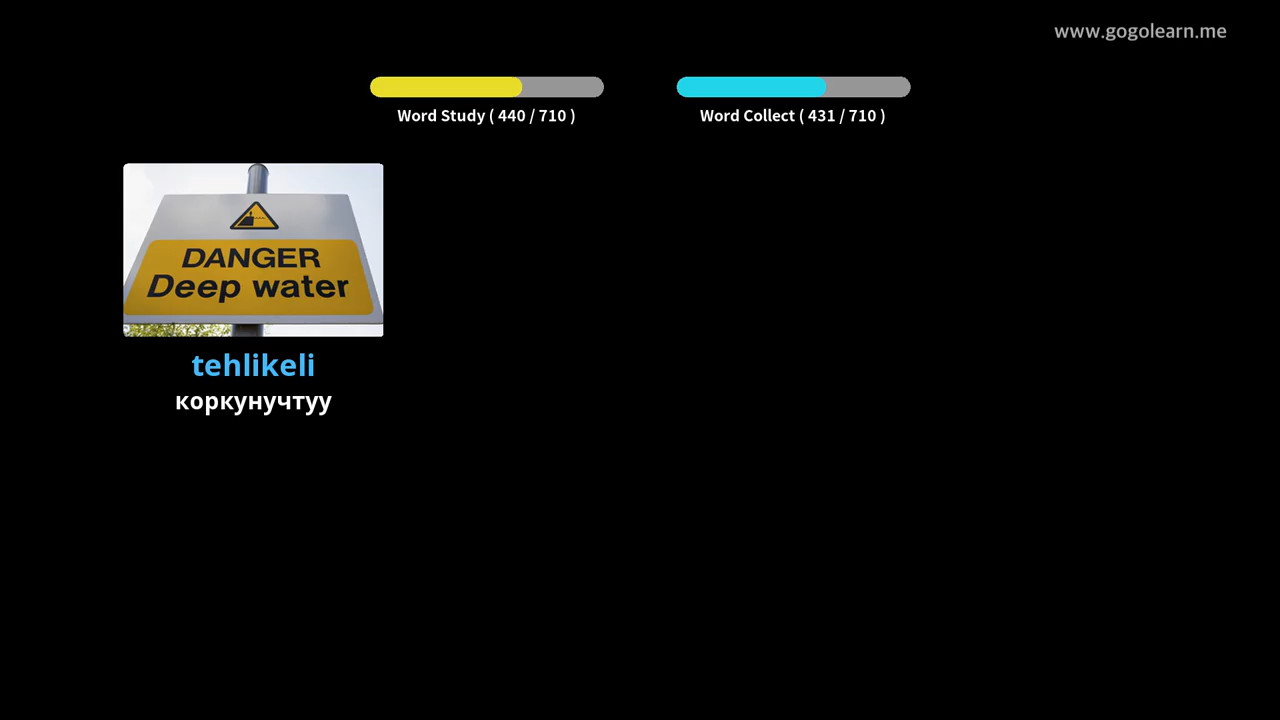 www.gogolearn.me
Word Study ( 440 / 710 )
Word Collect ( 431 / 710 )
DANGER
Deep water
tehlikeli
коркунучтуу